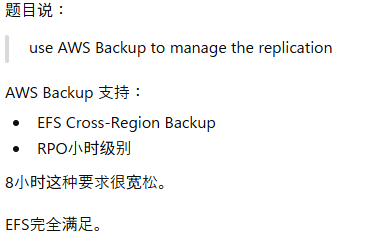 题目说：
use AWS Backup to manage the replication
AWS Backup 支持：
• EFS Cross-Region Backup
• RPO小时级别
8小时这种要求很宽松。
EFS完全满足。